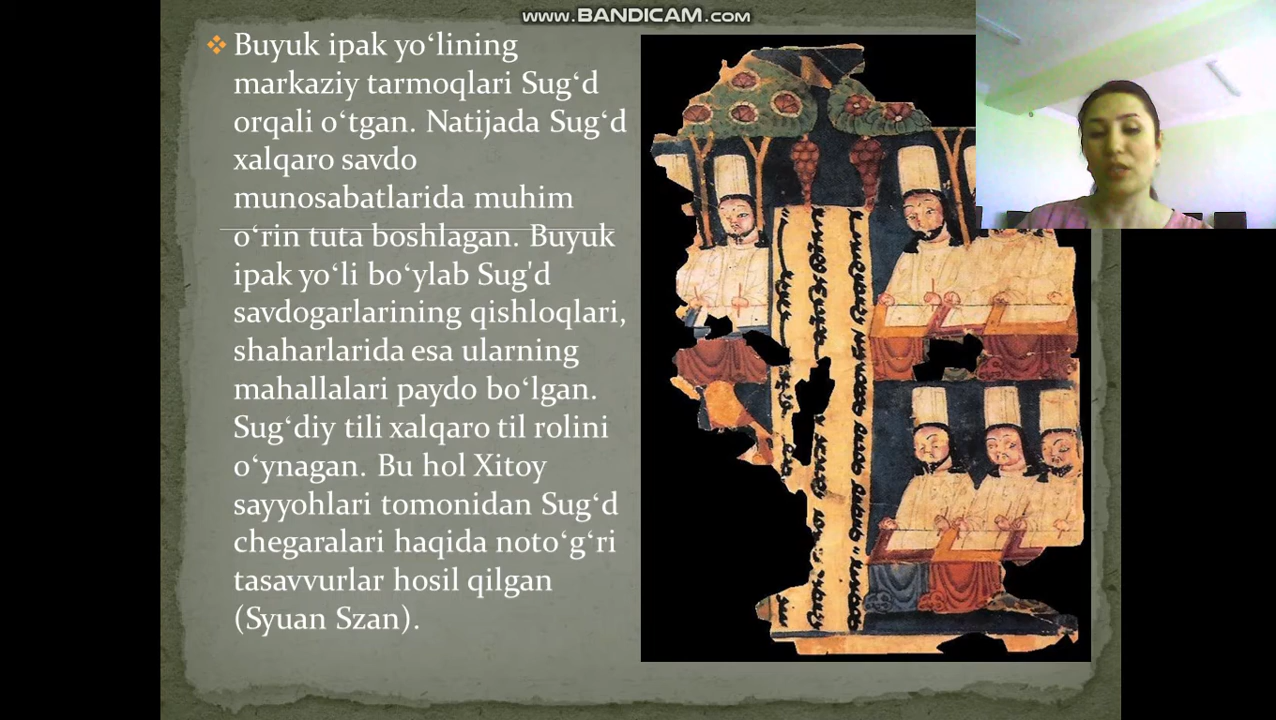 www.BANDICAM.com
Buyuk ipak yo‘lining
markaziy tarmoqlari Sug‘d
orqali o‘tgan. Natijada Sug‘d
xalqaro savdo
munosabatlarida muhim
o‘rin tuta boshlagan. Buyuk
ipak yo‘li bo‘ylab Sug'd
savdogarlarining qishloqlari,
shaharlarida esa ularning
mahallalari paydo bo‘lgan.
Sug‘diy tili xalqaro til rolini
o‘ynagan. Bu hol Xitoy
sayyohlari tomonidan Sug‘d
chegaralari haqida noto‘g‘ri
tasavvurlar hosil qilgan
(Syuan Szan).